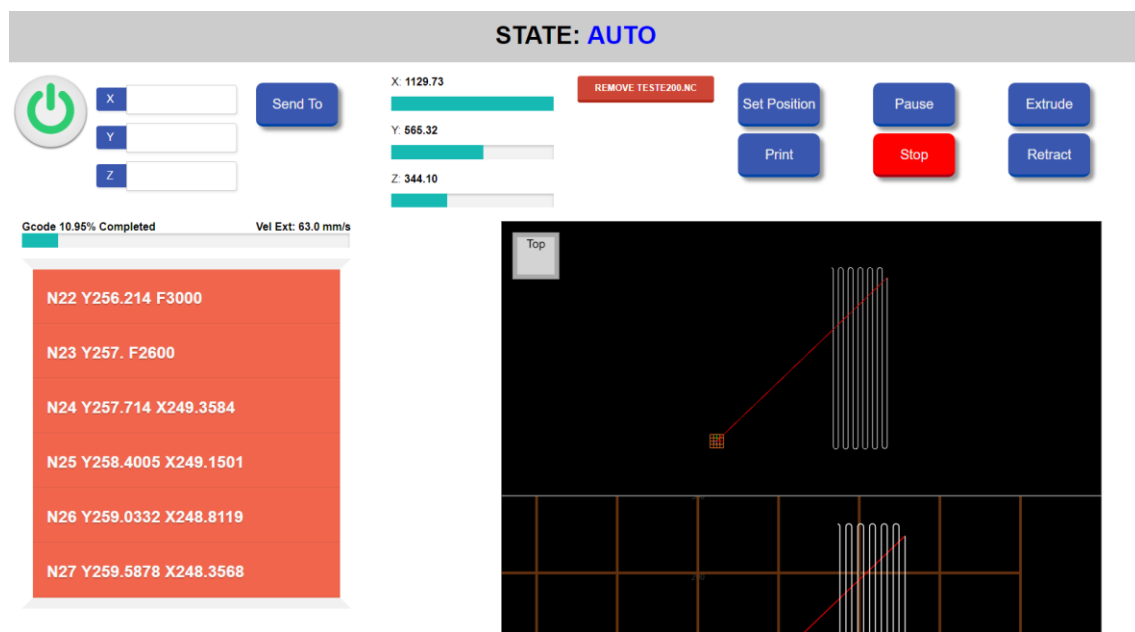 STATE: AUTO
X
Y
Z
Send To
X: 1129.73
Y: 565.32
Z: 344.10
REMOVE TESTE200.NC
Set Position
Pause
Extrude
Print
Stop
Retract
Gcode 10.95% Completed
Vel Ext: 63.0 mm/s
N22 Y256.214 F3000
N23 Y257. F2600
N24 Y257.714 X249.3584
N25 Y258.4005 X249.1501
N26 Y259.0332 X248.8119
N27 Y259.5878 X248.3568
Top